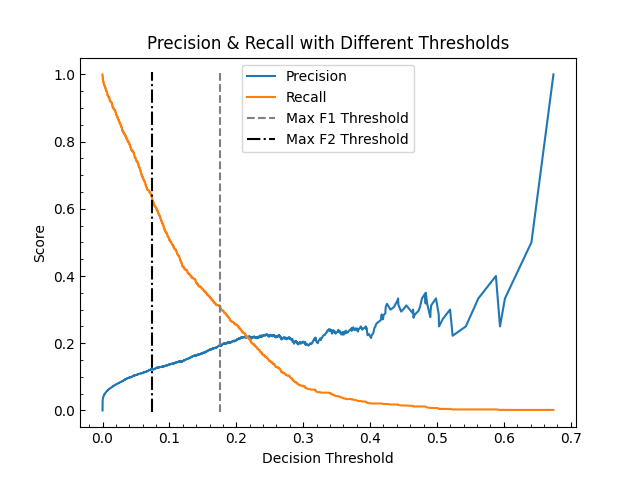 Precision & Recall with Different Thresholds
Precision
Recall
Max F1 Threshold
Max F2 Threshold
Score
1.0
0.8
0.6
0.4
0.2
0.0
0.0 0.1 0.2 0.3 0.4 0.5 0.6 0.7
Decision Threshold